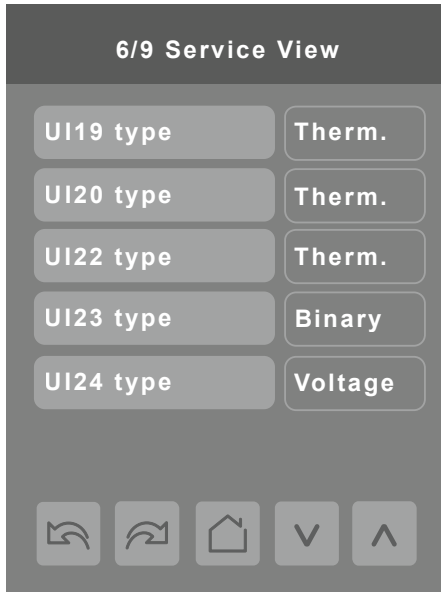 6/9 Service View
UI19 type Therm.
UI20 type Therm.
UI22 type Therm.
UI23 type Binary
UI24 type Voltage